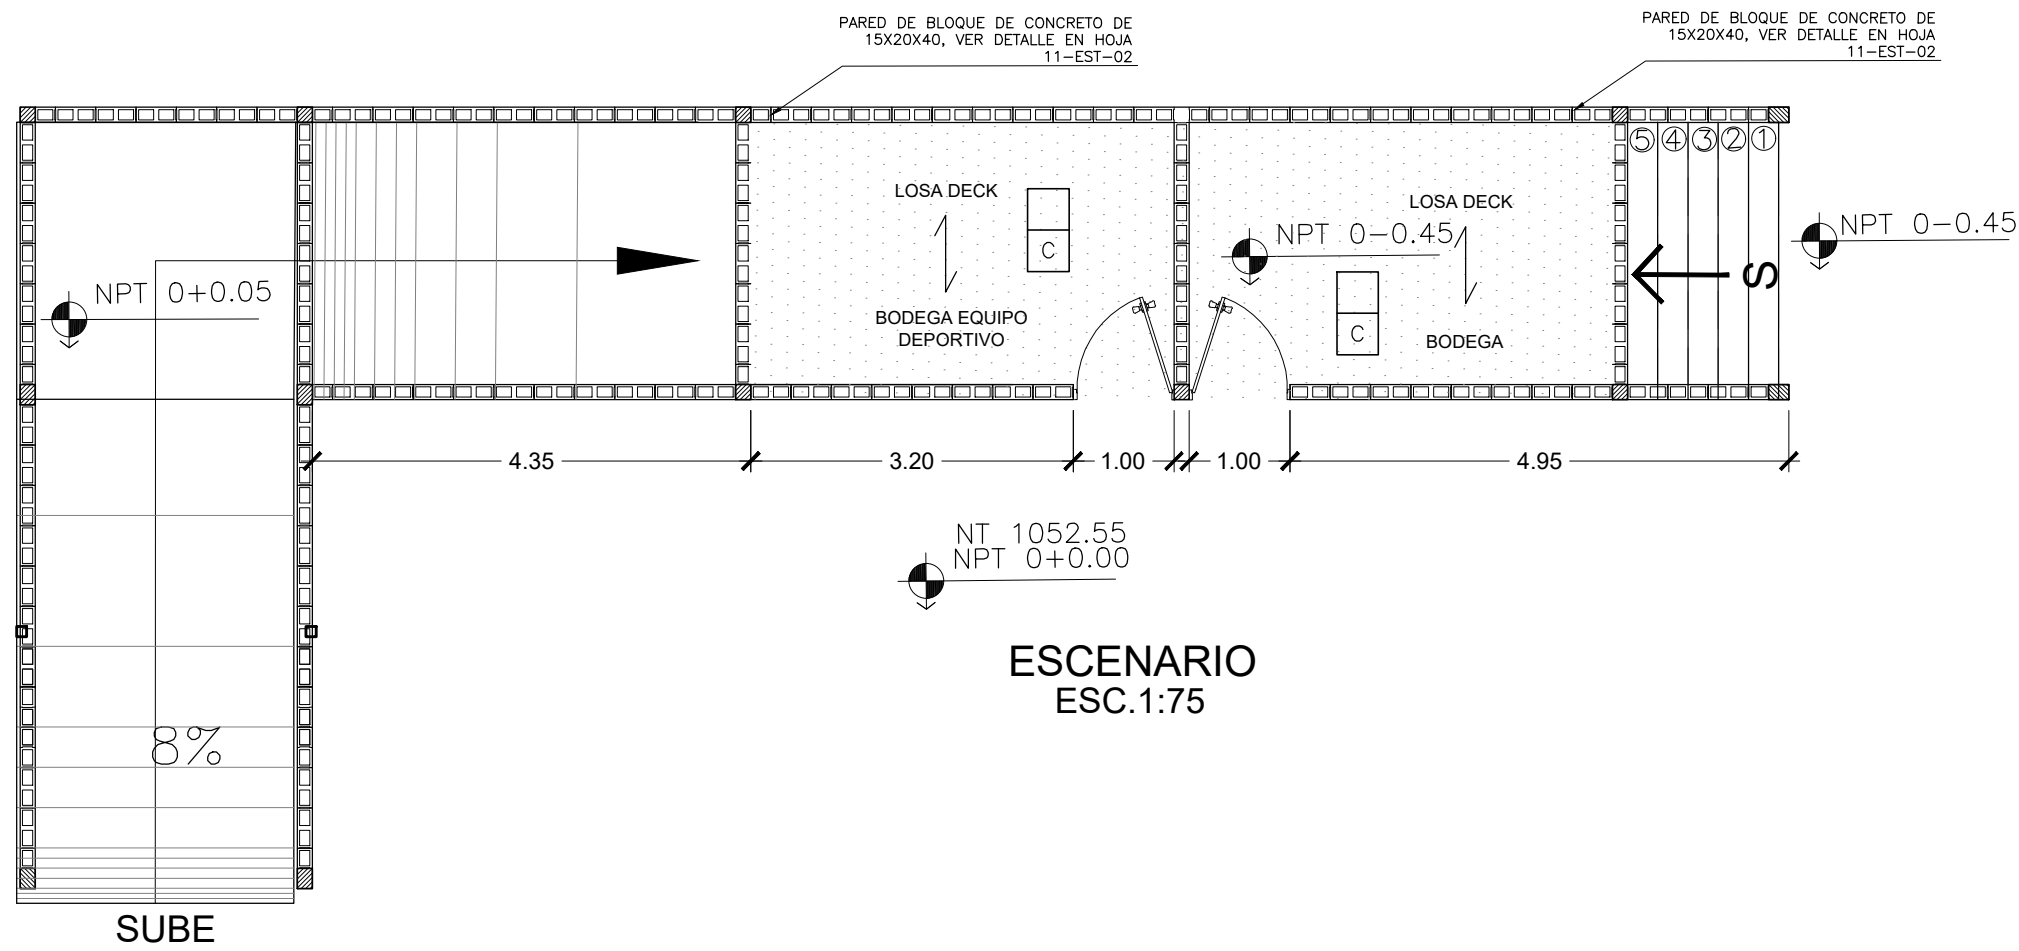 PARED DE BLOQUE DE CONCRETO DE
15X20X40, VER DETALLE EN HOJA
11-EST-02
PARED DE BLOQUE DE CONCRETO DE
15X20X40, VER DETALLE EN HOJA
11-EST-02
5 4 3 2 1
LOSA DECK
C
BODEGA EQUIPO
DEPORTIVO
LOSA DECK
NPT 0-0.45
C
BODEGA
S
NPT 0-0.45
NPT 0+0.05
4.35
3.20
1.00
1.00
4.95
NT 1052.55
NPT 0+0.00
ESCENARIO
ESC.1:75
8%
SUBE